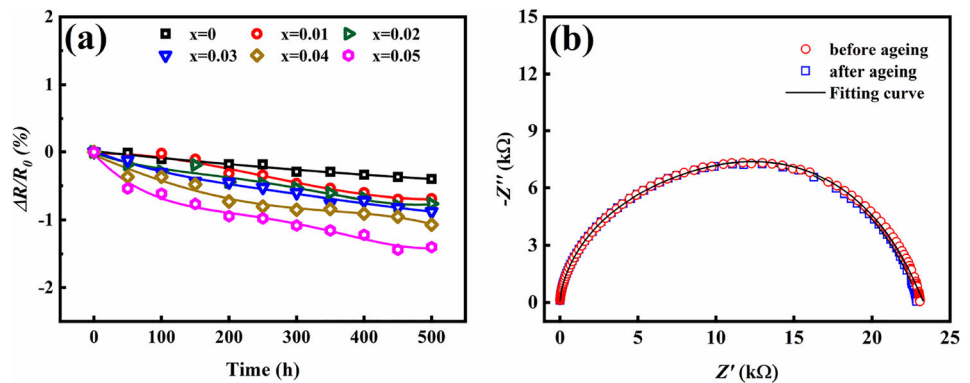 (a)
x=0 x=0.01 x=0.02
x=0.03 x=0.04 x=0.05
2
1
0
-1
-2
ΔR/R0 (%)
0 100 200 300 400 500
Time (h)
(b)
before ageing
after ageing
Fitting curve
-15
12
9
6
3
0
-Z'' (kΩ)
0 5 10 15 20 25
Z' (kΩ)